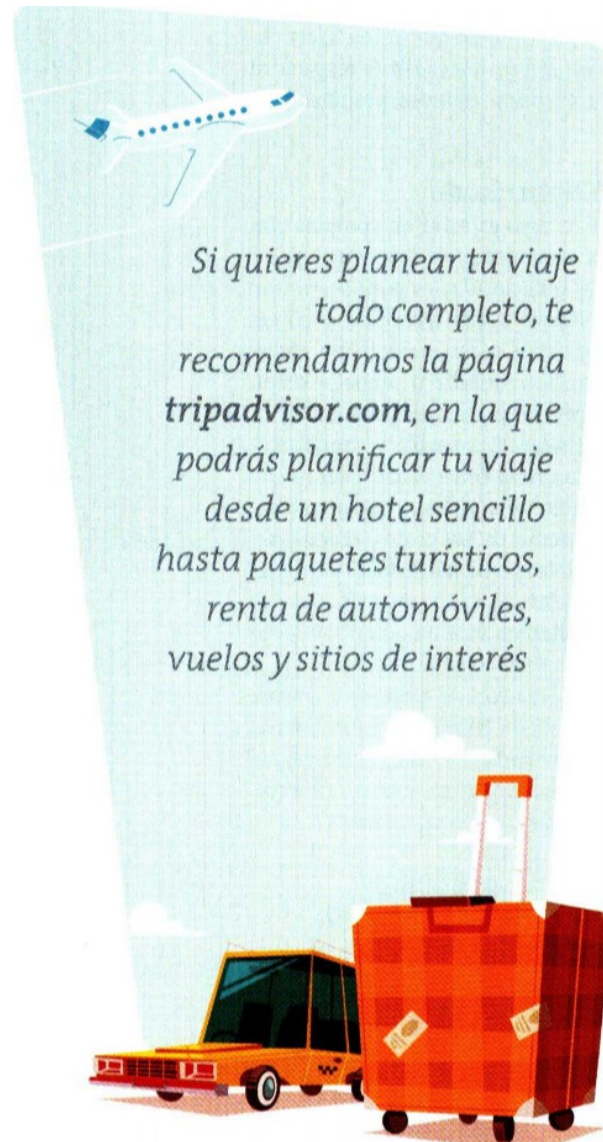 Si quieres planear tu viaje
todo completo, te
recomendamos la página
tripadvisor.com, en la que
podrás planificar tu viaje
desde un hotel sencillo
hasta paquetes turísticos,
renta de automóviles,
vuelos y sitios de interés